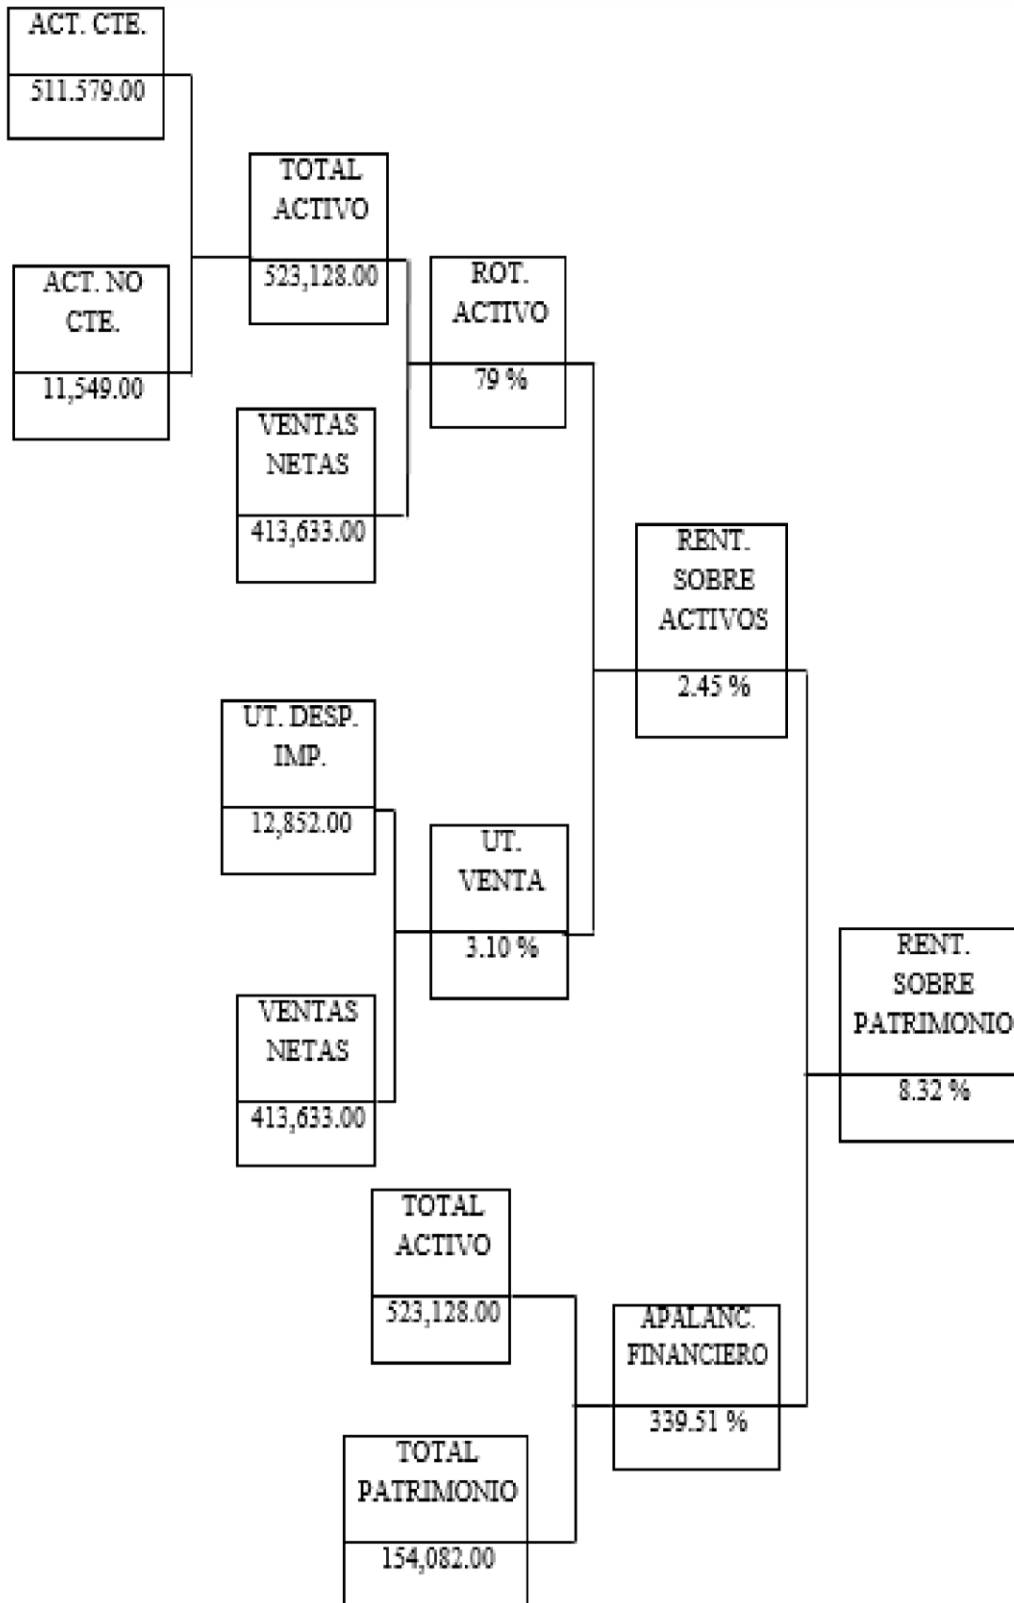 ACT. CTE.
511.579.00
TOTAL
ACTIVO
523,128.00
ACT. NO
CTE.
11,549.00
ROT.
ACTIVO
79 %
VENTAS
NETAS
413,633.00
RENT.
SOBRE
ACTIVOS
2.45 %
UT. DESP.
IMP.
12,852.00
UT.
VENTA
3.10 %
RENT.
SOBRE
PATRIMONIO
8.32 %
VENTAS
NETAS
413,633.00
TOTAL
ACTIVO
523,128.00
APALANC.
FINANCIERO
339.51 %
TOTAL
PATRIMONIO
154,082.00